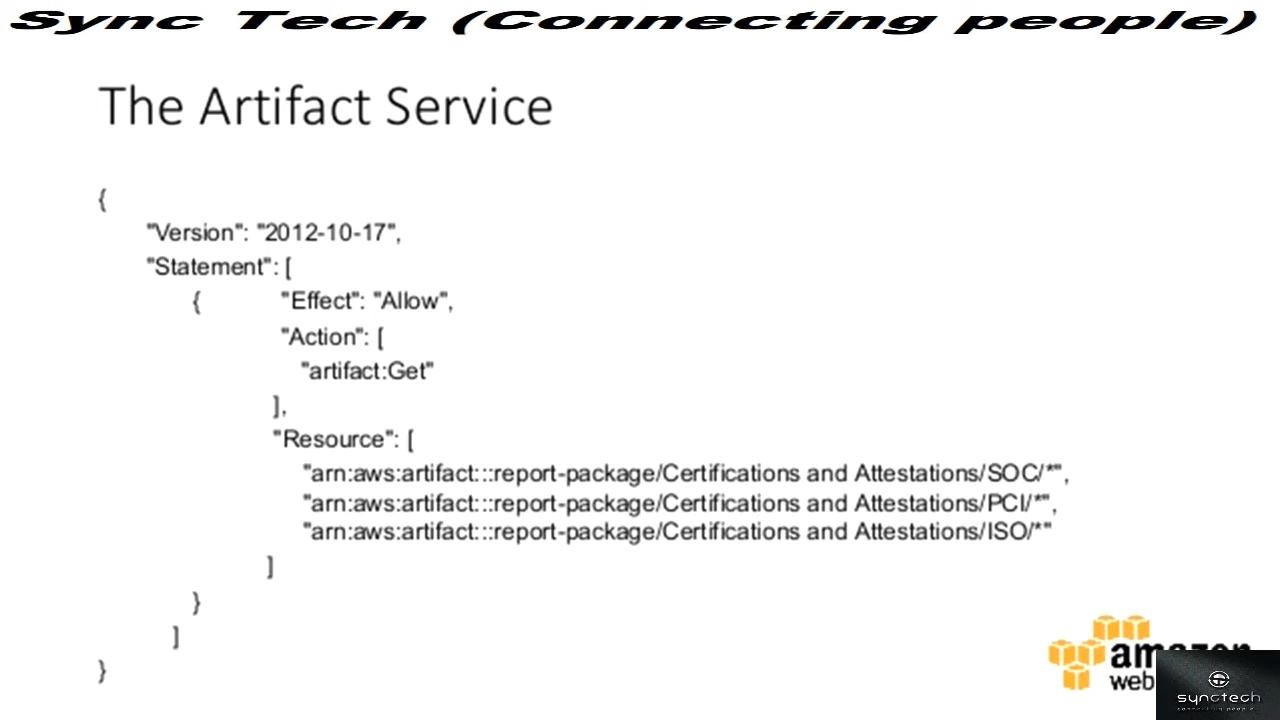 Sync Tech (Connecting people)
The Artifact Service
{
"Version": "2012-10-17",
"Statement": [
{ "Effect": "Allow",
"Action": [
"artifact:Get"
],
"Resource": [
"arn:aws:artifact:::report-package/Certifications and Attestations/SOC/*",
"arn:aws:artifact:::report-package/Certifications and Attestations/PCI/*",
"arn:aws:artifact:::report-package/Certifications and Attestations/ISO/*"
]
}
]
}
amazon
web
synctech
connecting people